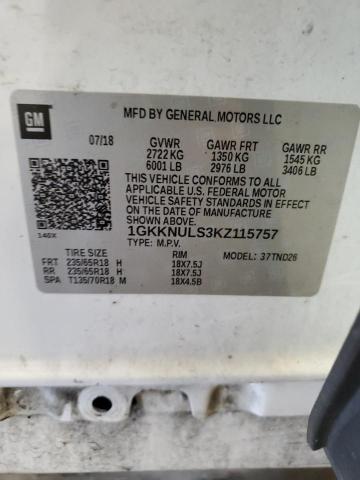 GM
MFD BY GENERAL MOTORS LLC
07/18 GVWR GAWR FRT GAWR RR
2722 KG 1350 KG 1545 KG
6001 LB 2976 LB 3406 LB
THIS VEHICLE CONFORMS TO ALL APPLICABLE
U.S. FEDERAL MOTOR
VEHICLE SAFETY STANDARDS IN
EFFECT ON THE DATE OF MANUFACTURE
SHOWN ABOVE.
1GKKNULS3KZ115757
140X TYPE: M.P.V.
TIRE SIZE RIM MODEL: 37TND26
FRT 235/65R18 H 18X7.5J
RR 235/65R18 H 18X7.5J
SPA T135/70R18 M 18X4.5B